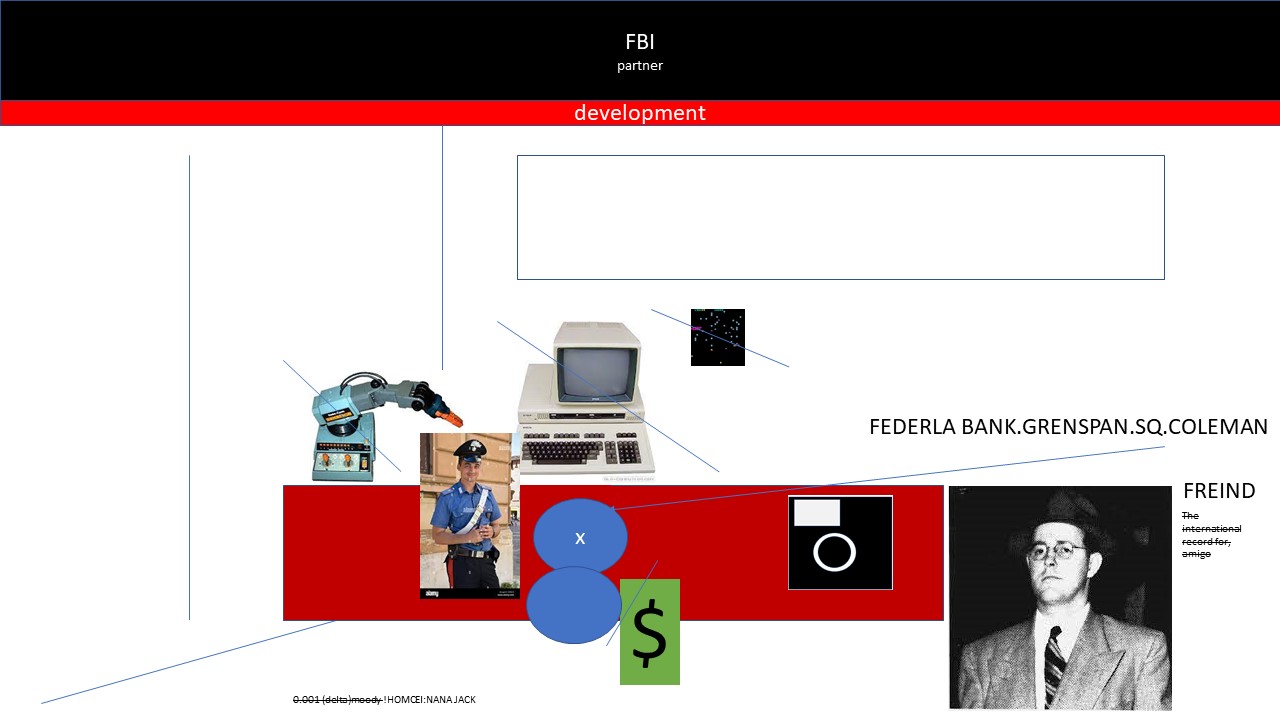 FBI
partner
development
FEDERLA BANK.GRENSPAN.SQ.COLEMAN
FREIND
The
international
record for,
amigo
x
alamy
$
0.001 (delta)moody !HOMCEI:NANA JACK